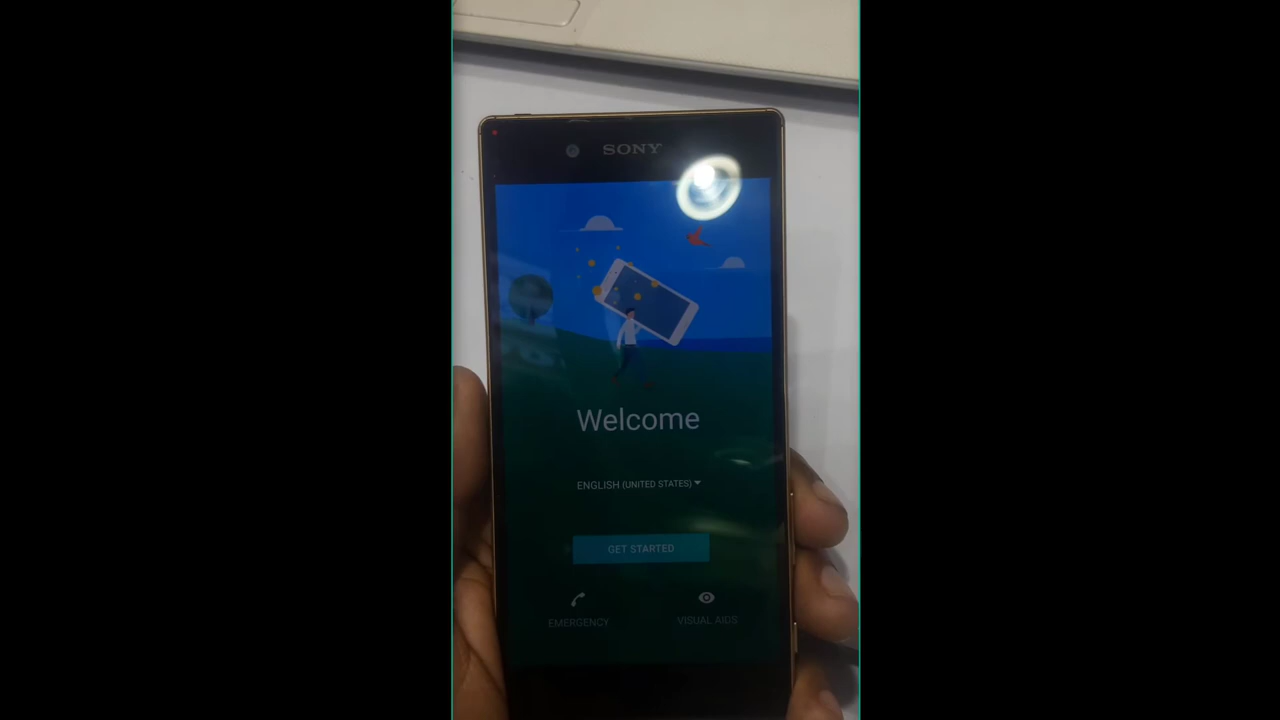 SONY
Welcome
ENGLISH (UNITED STATES)
GET STARTED
EMERGENCY
VISUAL AIDS